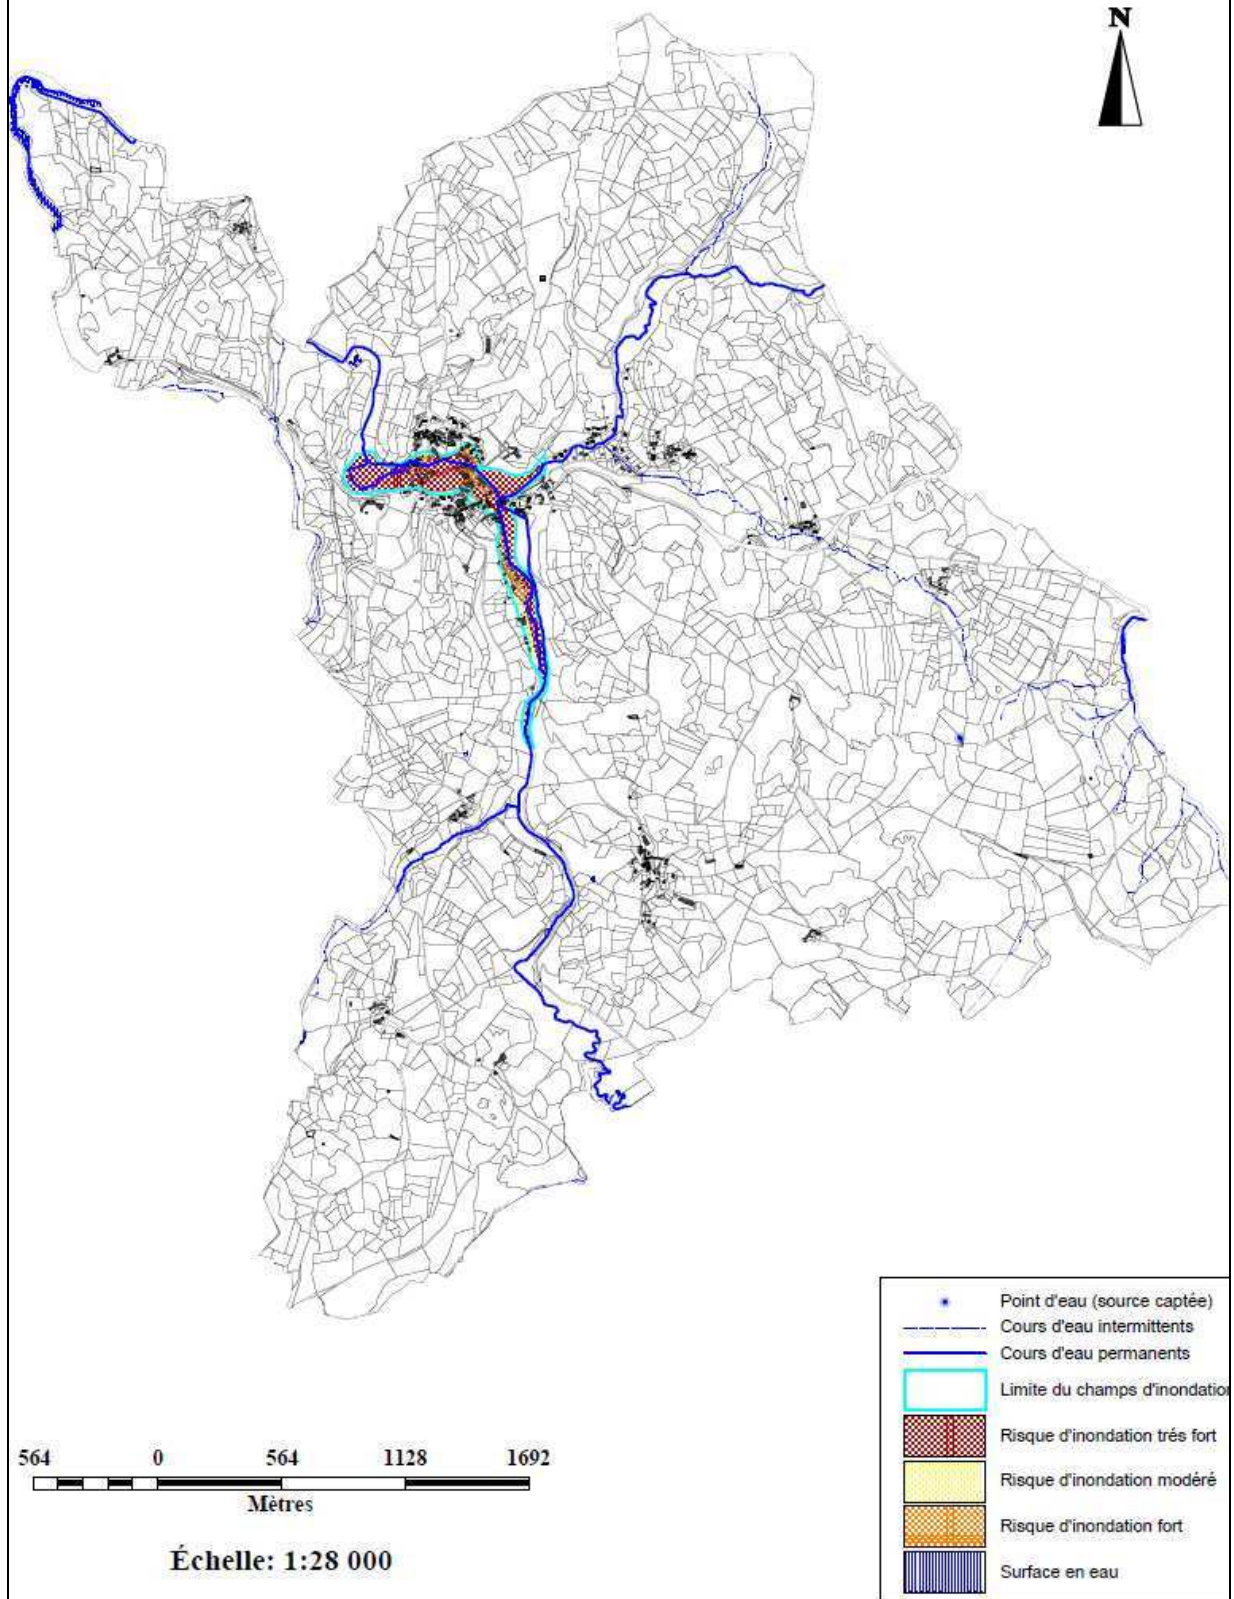 N
Point d'eau (source captée)
Cours d'eau intermittents
Cours d'eau permanents
Limite du champs d'inondation
Risque d'inondation trés fort
Risque d'inondation modéré
Risque d'inondation fort
Surface en eau
564 0 564 1128 1692
Mètres
Échelle: 1:28 000